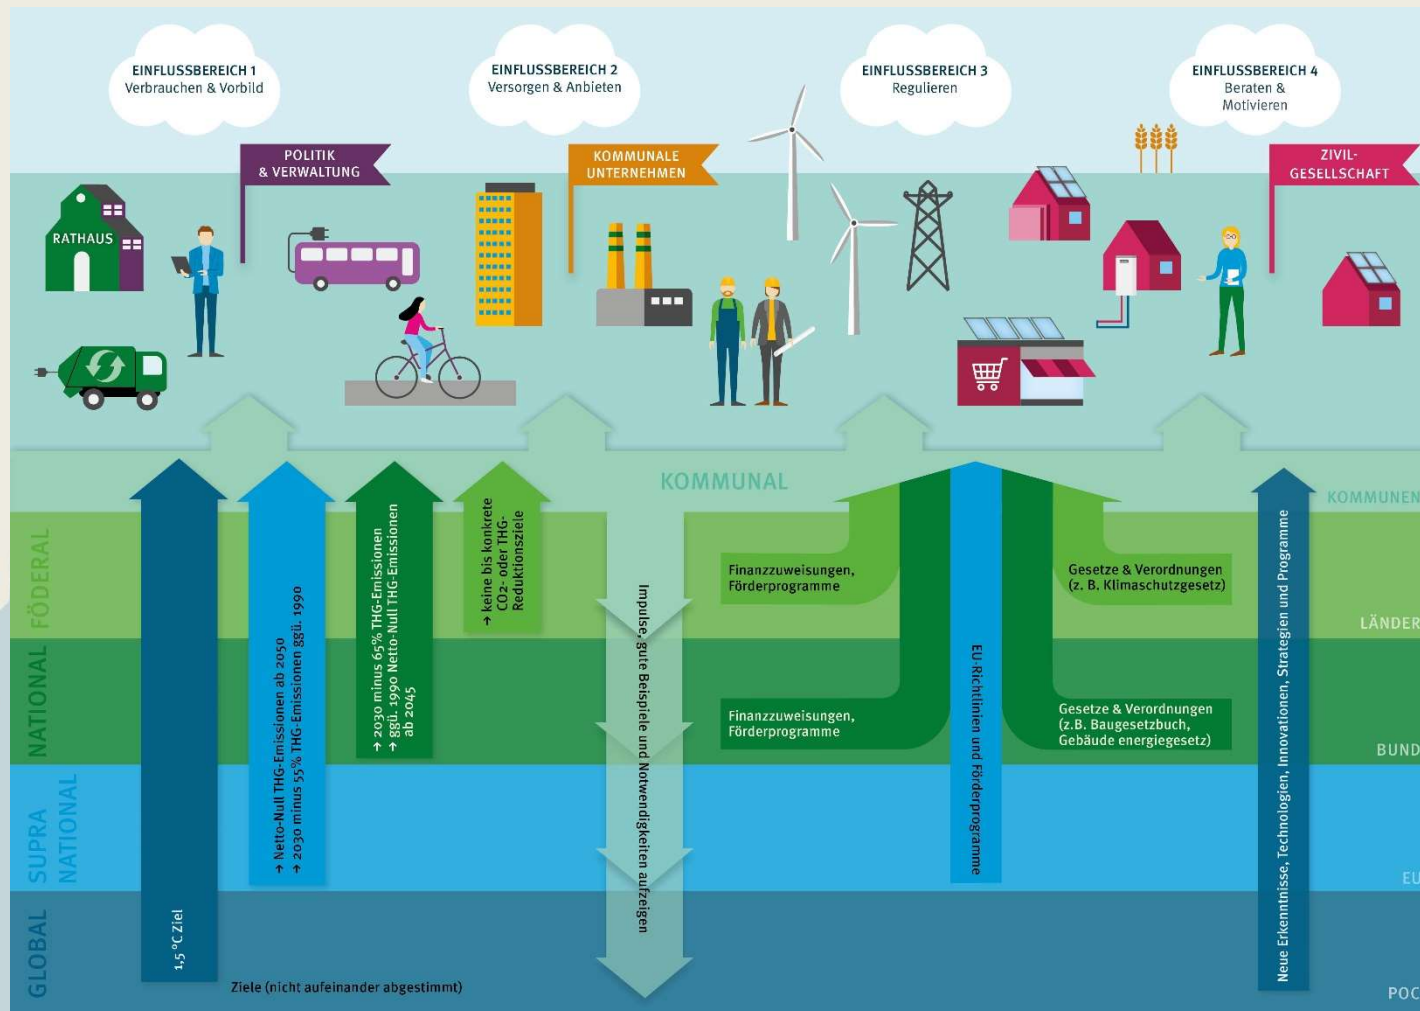 EINFLUSSBEREICH 1
Verbrauchen & Vorbild
EINFLUSSBEREICH 2
Versorgen & Anbieten
EINFLUSSBEREICH 3
Regulieren
EINFLUSSBEREICH 4
Beraten &
Motivieren
POLITIK
& VERWALTUNG
KOMMUNALE
UNTERNEHMEN
ZIVIL-
GESELLSCHAFT
RATHAUS
KOMMUNAL
KOMMUNEN
FÖDERAL
LÄNDER
NATIONAL
BUND
SUPRA
NATIONAL
EU
GLOBAL
POC
1,5 °C Ziel
→ Netto-Null THG-Emissionen ab 2050
→ 2030 minus 55% THG-Emissionen ggü. 1990
→ 2030 minus 65% THG-Emissionen
→ ggü. 1990 Netto-Null THG-Emissionen
ab 2045
→ keine bis konkrete
CO2- oder THG-
Reduktionsziele
Impulse, gute Beispiele und Notwendigkeiten aufzeigen
Finanzzuweisungen,
Förderprogramme
Gesetze & Verordnungen
(z. B. Klimaschutzgesetz)
Finanzzuweisungen,
Förderprogramme
Gesetze & Verordnungen
(z.B. Baugesetzbuch,
Gebäude energiegesetz)
EU-Richtlinien und Förderprogramme
Neue Erkenntnisse, Technologien, Innovationen, Strategien und Programme
Ziele (nicht aufeinander abgestimmt)